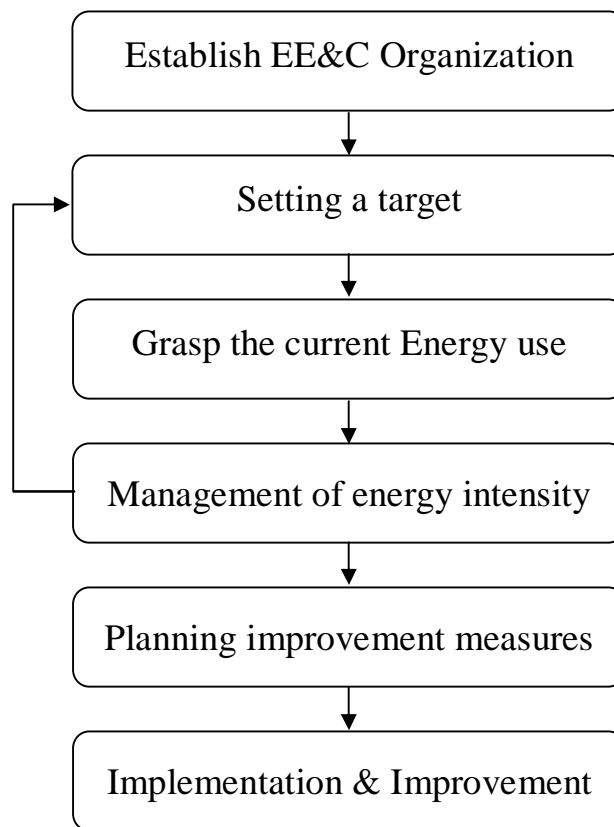 Establish EE&C Organization
Setting a target
Grasp the current Energy use
Management of energy intensity
Planning improvement measures
Implementation & Improvement